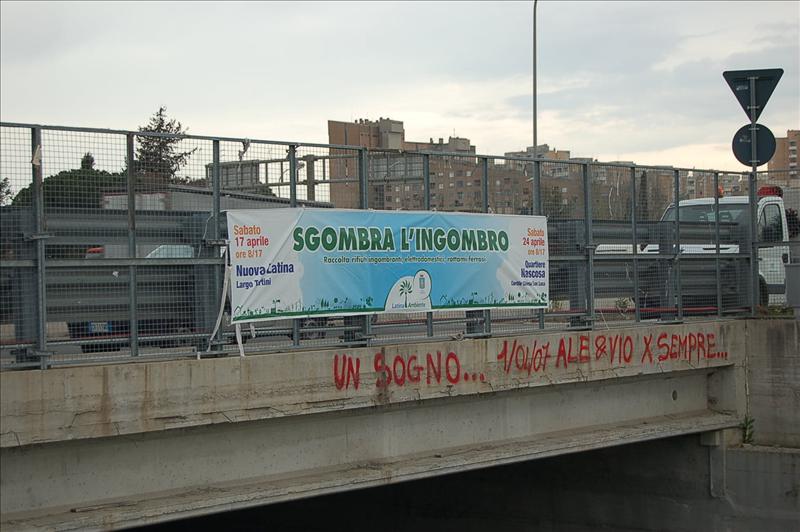 Sabato
17 aprile
ore 8/17
Nuova Latina
Largo Tartini
SGOMBRA L'INGOMBRO
Raccolta rifiuti ingombranti, elettrodomestici, rottami ferrosi
Latina Ambiente
Sabato
24 aprile
ore 8/17
Quartiere
Nascosa
UN SOGNO... 1/04/07 ALE & VIO X SEMPRE...